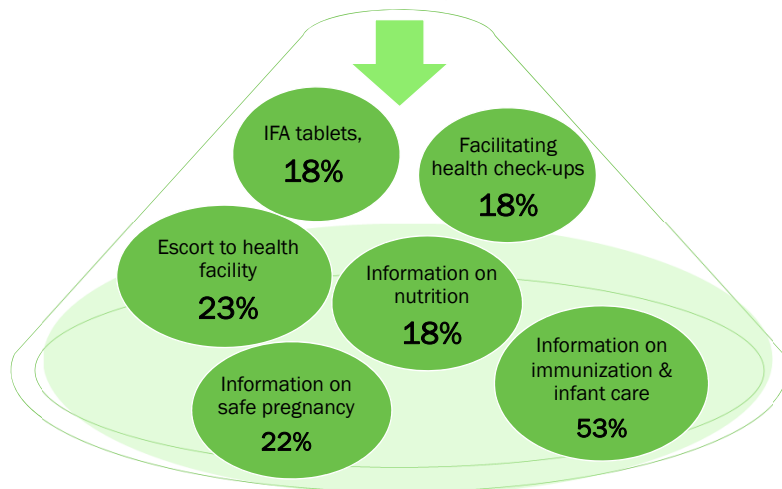 IFA tablets,
18%
Facilitating
health check-ups
18%
Escort to health
facility
23%
Information on
nutrition
18%
Information on
immunization &
infant care
53%
Information on
safe pregnancy
22%